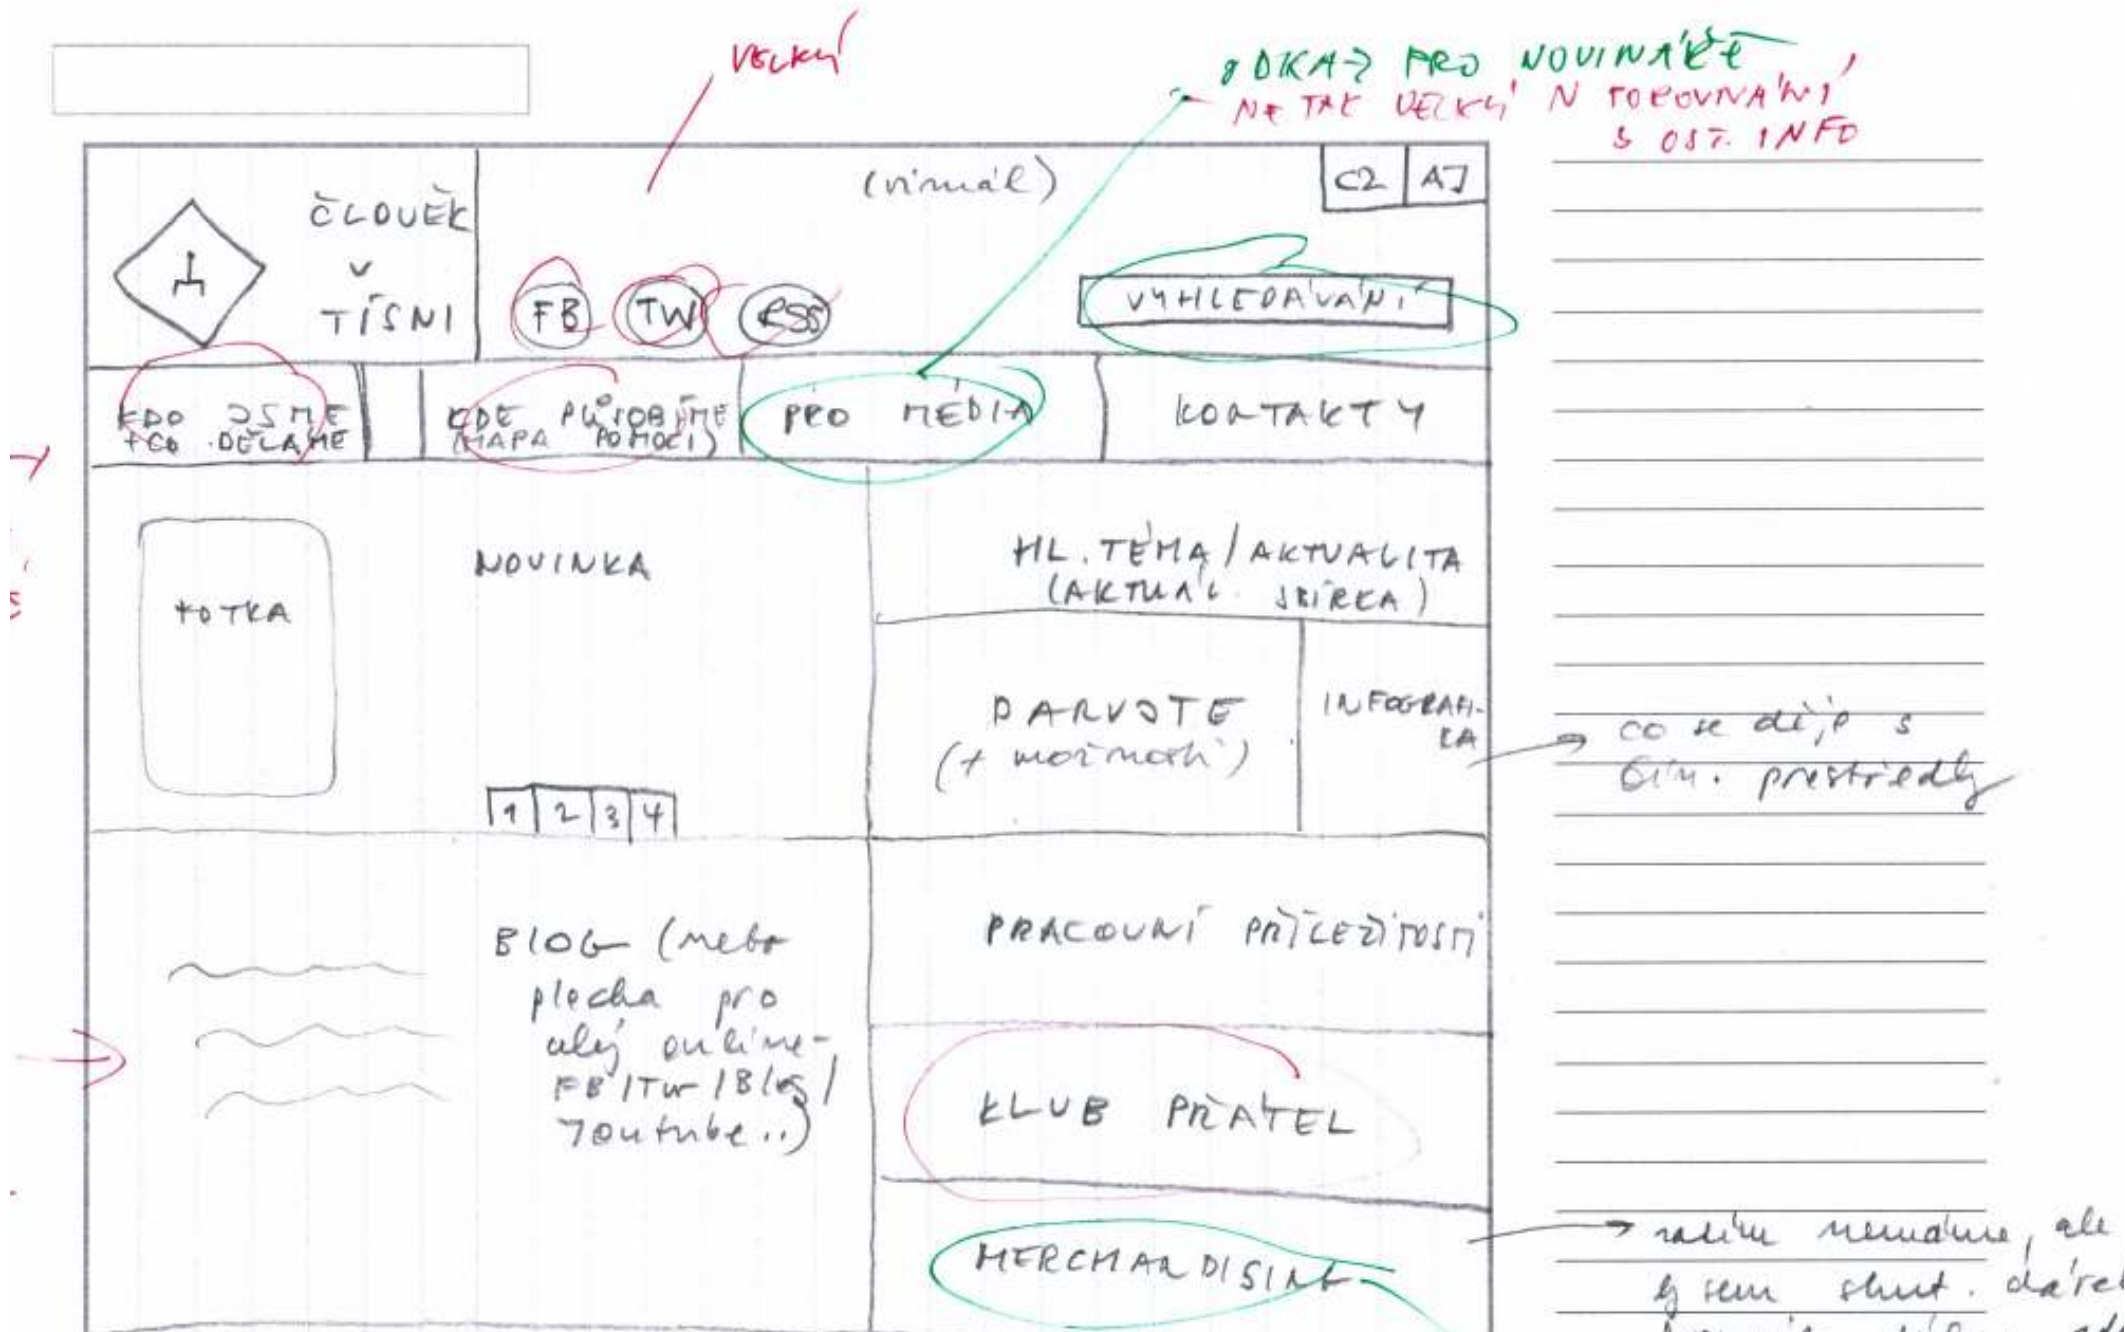 VELKÝ
ODKAZ PRO NOVINÁŘE
NE TAK VELKÝ V POROVNÁNÍ
S OST. INFO
(vizuál)
CZ AJ
ČLOVĚK
V
TÍSNI
FB TW RSS
VYHLEDÁVÁNÍ
KDO JSME
+ CO DĚLÁME
KDE PŮSOBÍME
(MAPA POMOCI)
PRO MÉDIA
KONTAKTY
FOTKA
NOVINKA
1 2 3 4
HL. TÉMA / AKTUALITA
(AKTUÁL. SBÍRKA)
DARUJTE
(+ možnosti)
INFOGRAFI-
KA
co se děje s
fin. prostředky
BLOG (nebo
plocha pro
celý online -
FB / Tw / Blog /
Youtube..)
PRACOVNÍ PŘÍLEŽITOSTI
KLUB PŘÁTEL
MERCHANDISING
zatím nemáme, ale
sem